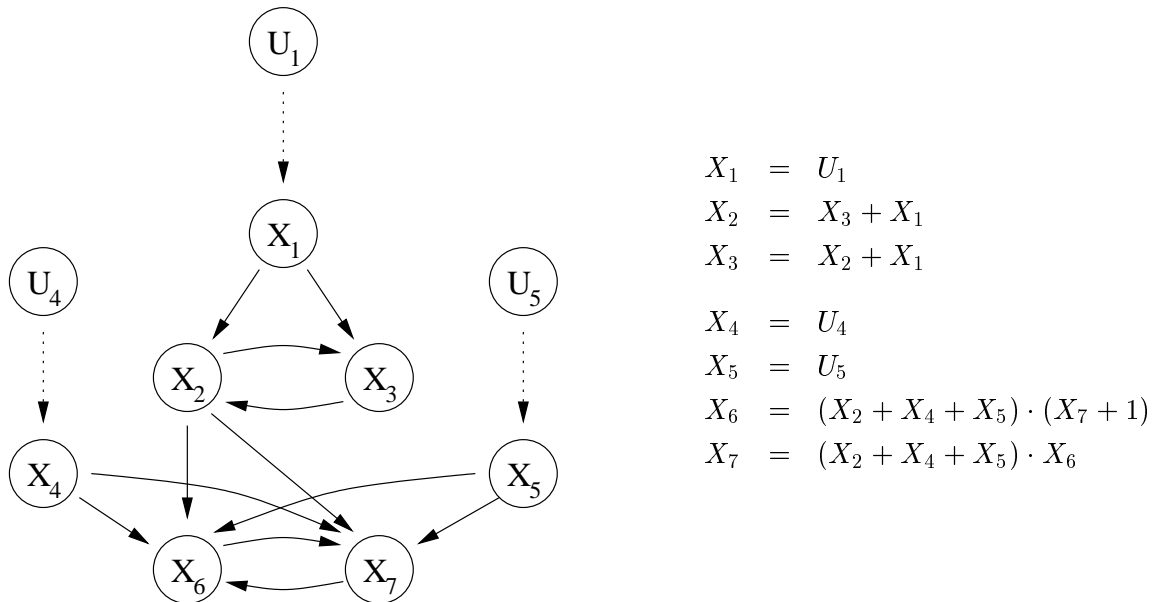 U₁
X₁
U₄
U₅
X₂
X₃
X₄
X₅
X₆
X₇
X₁ = U₁
X₂ = X₃ + X₁
X₃ = X₂ + X₁
X₄ = U₄
X₅ = U₅
X₆ = (X₂ + X₄ + X₅) · (X₇ + 1)
X₇ = (X₂ + X₄ + X₅) · X₆